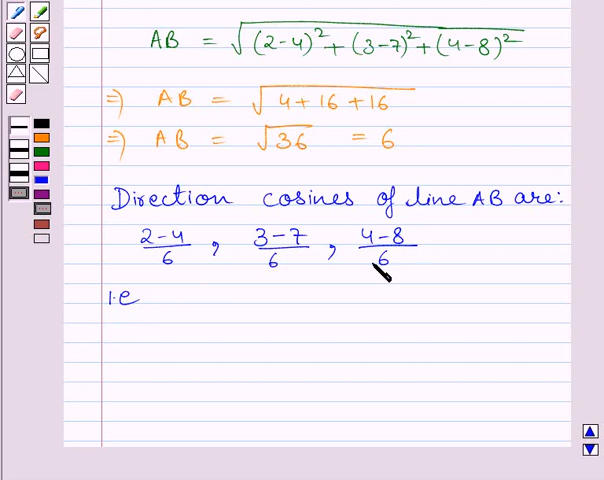 AB = √(2-4)² + (3-7)² + (4-8)²
⇒ AB = √4 + 16 + 16
⇒ AB = √36 = 6
Direction cosines of line AB are:
2-4/6 , 3-7/6 , 4-8/6
i.e